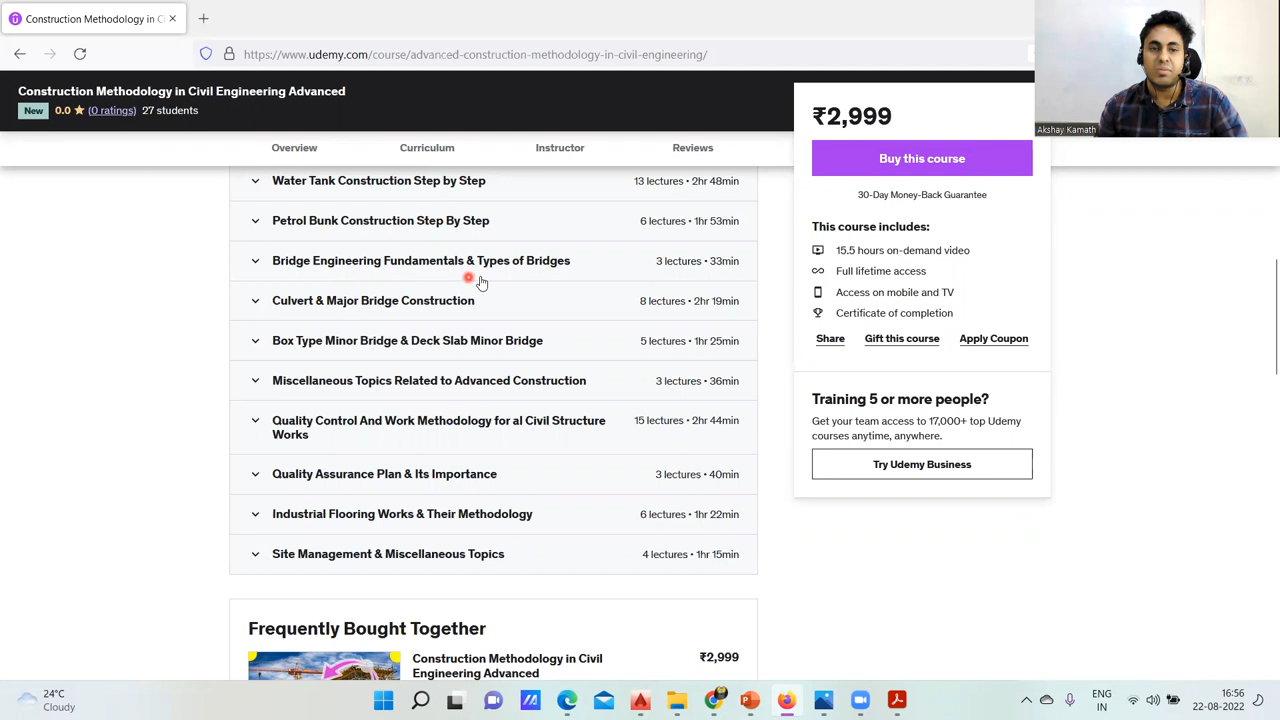 Construction Methodology in Ci
https://www.udemy.com/course/advanced-construction-methodology-in-civil-engineering/
Construction Methodology in Civil Engineering Advanced
New 0.0 (0 ratings) 27 students
Akshay Kamath
Overview Curriculum Instructor Reviews
Water Tank Construction Step by Step 13 lectures • 2hr 48min
Petrol Bunk Construction Step By Step 6 lectures • 1hr 53min
Bridge Engineering Fundamentals & Types of Bridges 3 lectures • 33min
Culvert & Major Bridge Construction 8 lectures • 2hr 19min
Box Type Minor Bridge & Deck Slab Minor Bridge 5 lectures • 1hr 25min
Miscellaneous Topics Related to Advanced Construction 3 lectures • 36min
Quality Control And Work Methodology for al Civil Structure 15 lectures • 2hr 44min
Works
Quality Assurance Plan & Its Importance 3 lectures • 40min
Industrial Flooring Works & Their Methodology 6 lectures • 1hr 22min
Site Management & Miscellaneous Topics 4 lectures • 1hr 15min
Frequently Bought Together
Construction Methodology in Civil ₹2,999
Engineering Advanced
₹2,999
Buy this course
30-Day Money-Back Guarantee
This course includes:
15.5 hours on-demand video
Full lifetime access
Access on mobile and TV
Certificate of completion
Share Gift this course Apply Coupon
Training 5 or more people?
Get your team access to 17,000+ top Udemy
courses anytime, anywhere.
Try Udemy Business
24°C
Cloudy
ENG
IN
16:56
22-08-2022